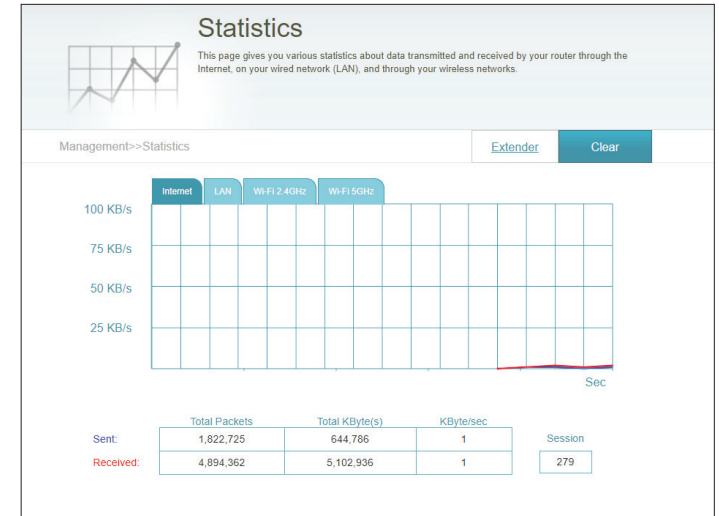 Statistics
This page gives you various statistics about data transmitted and received by your router through the
Internet, on your wired network (LAN), and through your wireless networks.
Management>>Statistics
Extender
Clear
Internet LAN Wi-Fi 2.4GHz Wi-Fi 5GHz
100 KB/s
75 KB/s
50 KB/s
25 KB/s
Sec
Total Packets Total KByte(s) KByte/sec
Sent: 1,822,725 644,786 1 Session
Received: 4,894,362 5,102,936 1 279